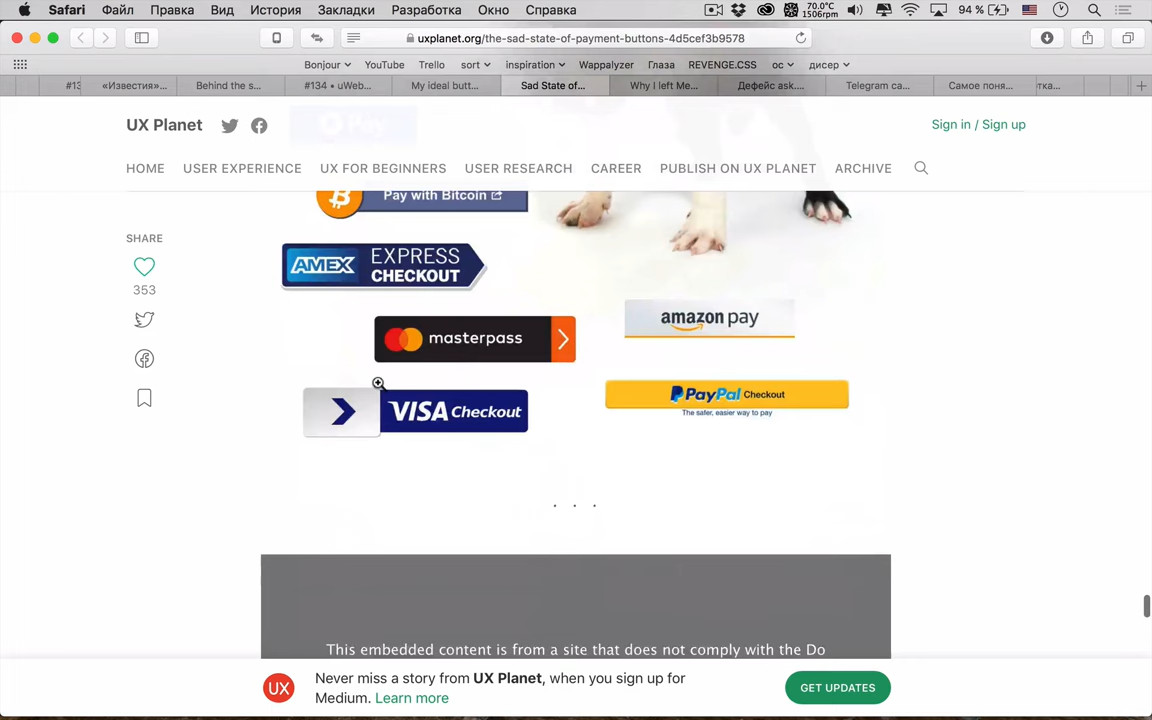 Safari Файл Правка Вид История Закладки Разработка Окно Справка 70.0°C 1506rpm 94 %
uxplanet.org/the-sad-state-of-payment-buttons-4d5cef3b9578
Bonjour YouTube Trello sort inspiration Wappalyzer Глаза REVENGE.CSS ос дисер
#13 «Известия»... Behind the s... #134 • uWeb... My ideal butt... Sad State of... Why I left Me... Дефейс ask.... Telegram са... Самое поня... тка...
UX Planet Pay Sign in / Sign up
HOME USER EXPERIENCE UX FOR BEGINNERS USER RESEARCH CAREER PUBLISH ON UX PLANET ARCHIVE
Pay with Bitcoin
SHARE
353
AMEX EXPRESS
CHECKOUT
masterpass
amazon pay
VISA Checkout
PayPal Checkout
The safer, easier way to pay
. . .
This embedded content is from a site that does not comply with the Do
UX
Never miss a story from UX Planet, when you sign up for
Medium. Learn more
GET UPDATES